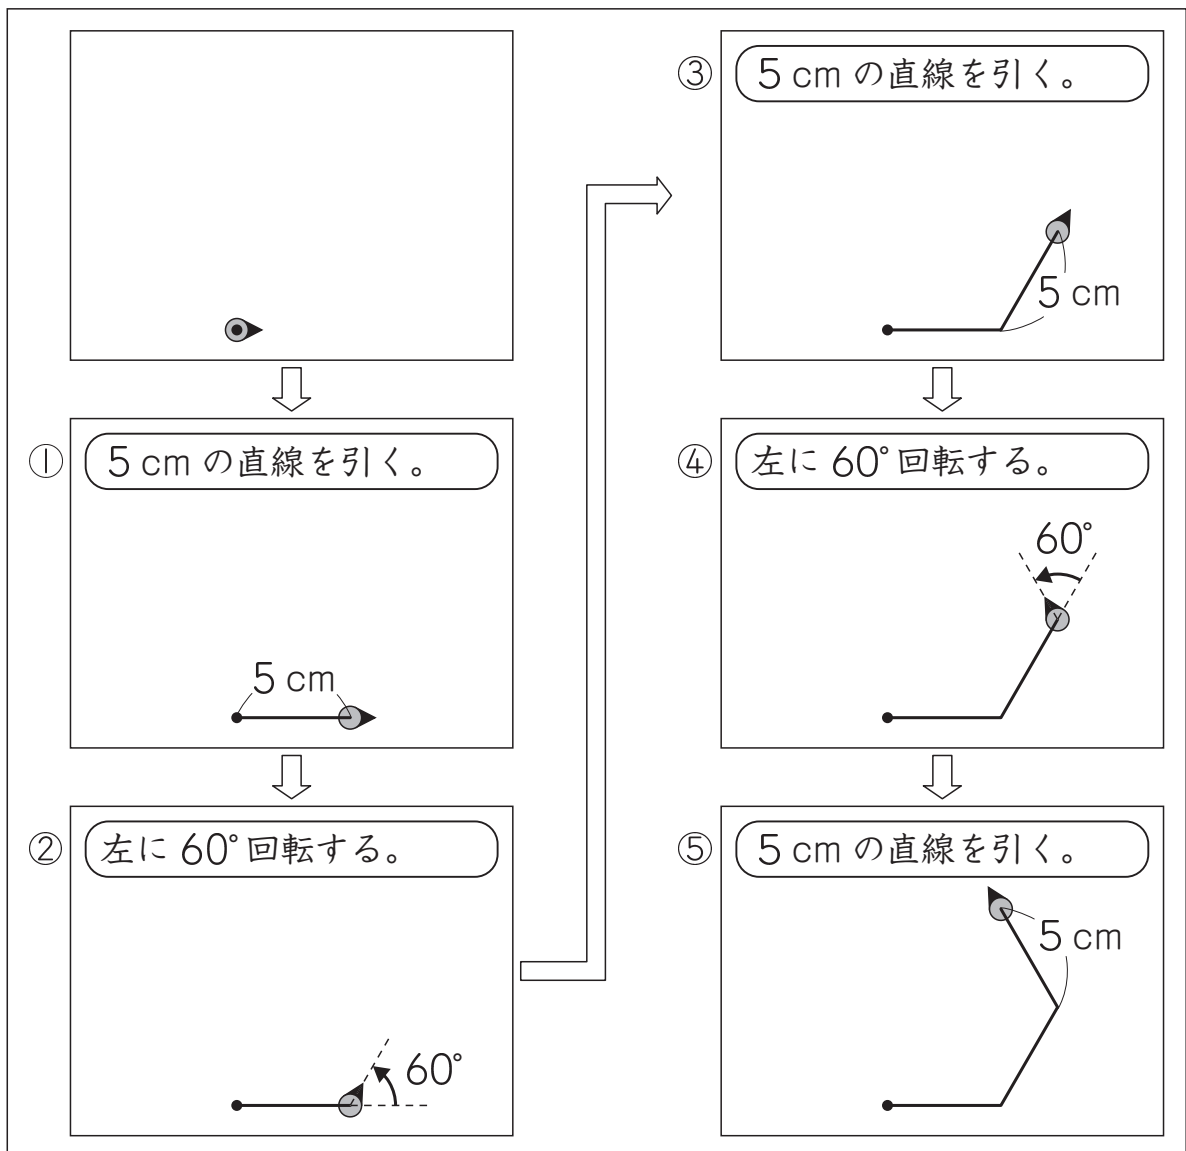 ① 5 cm の直線を引く。
5 cm
② 左に 60° 回転する。
60°
③ 5 cm の直線を引く。
5 cm
④ 左に 60° 回転する。
60°
⑤ 5 cm の直線を引く。
5 cm